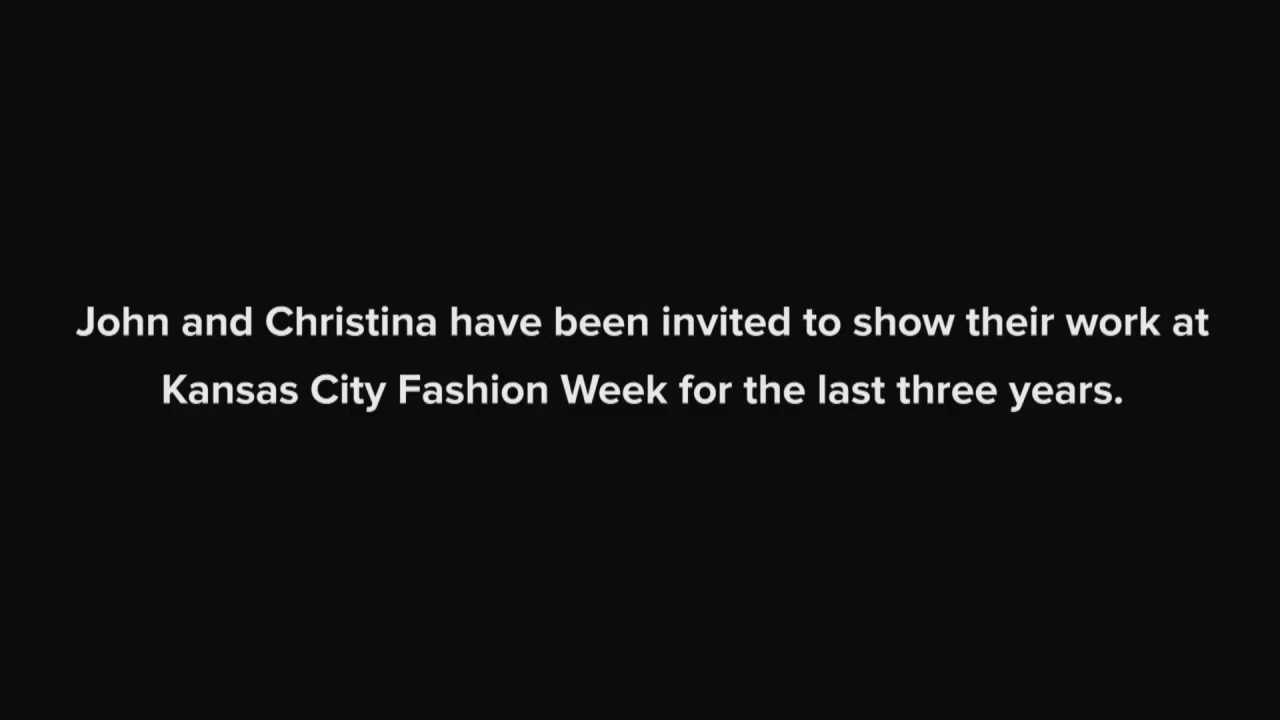 John and Christina have been invited to show their work at
Kansas City Fashion Week for the last three years.